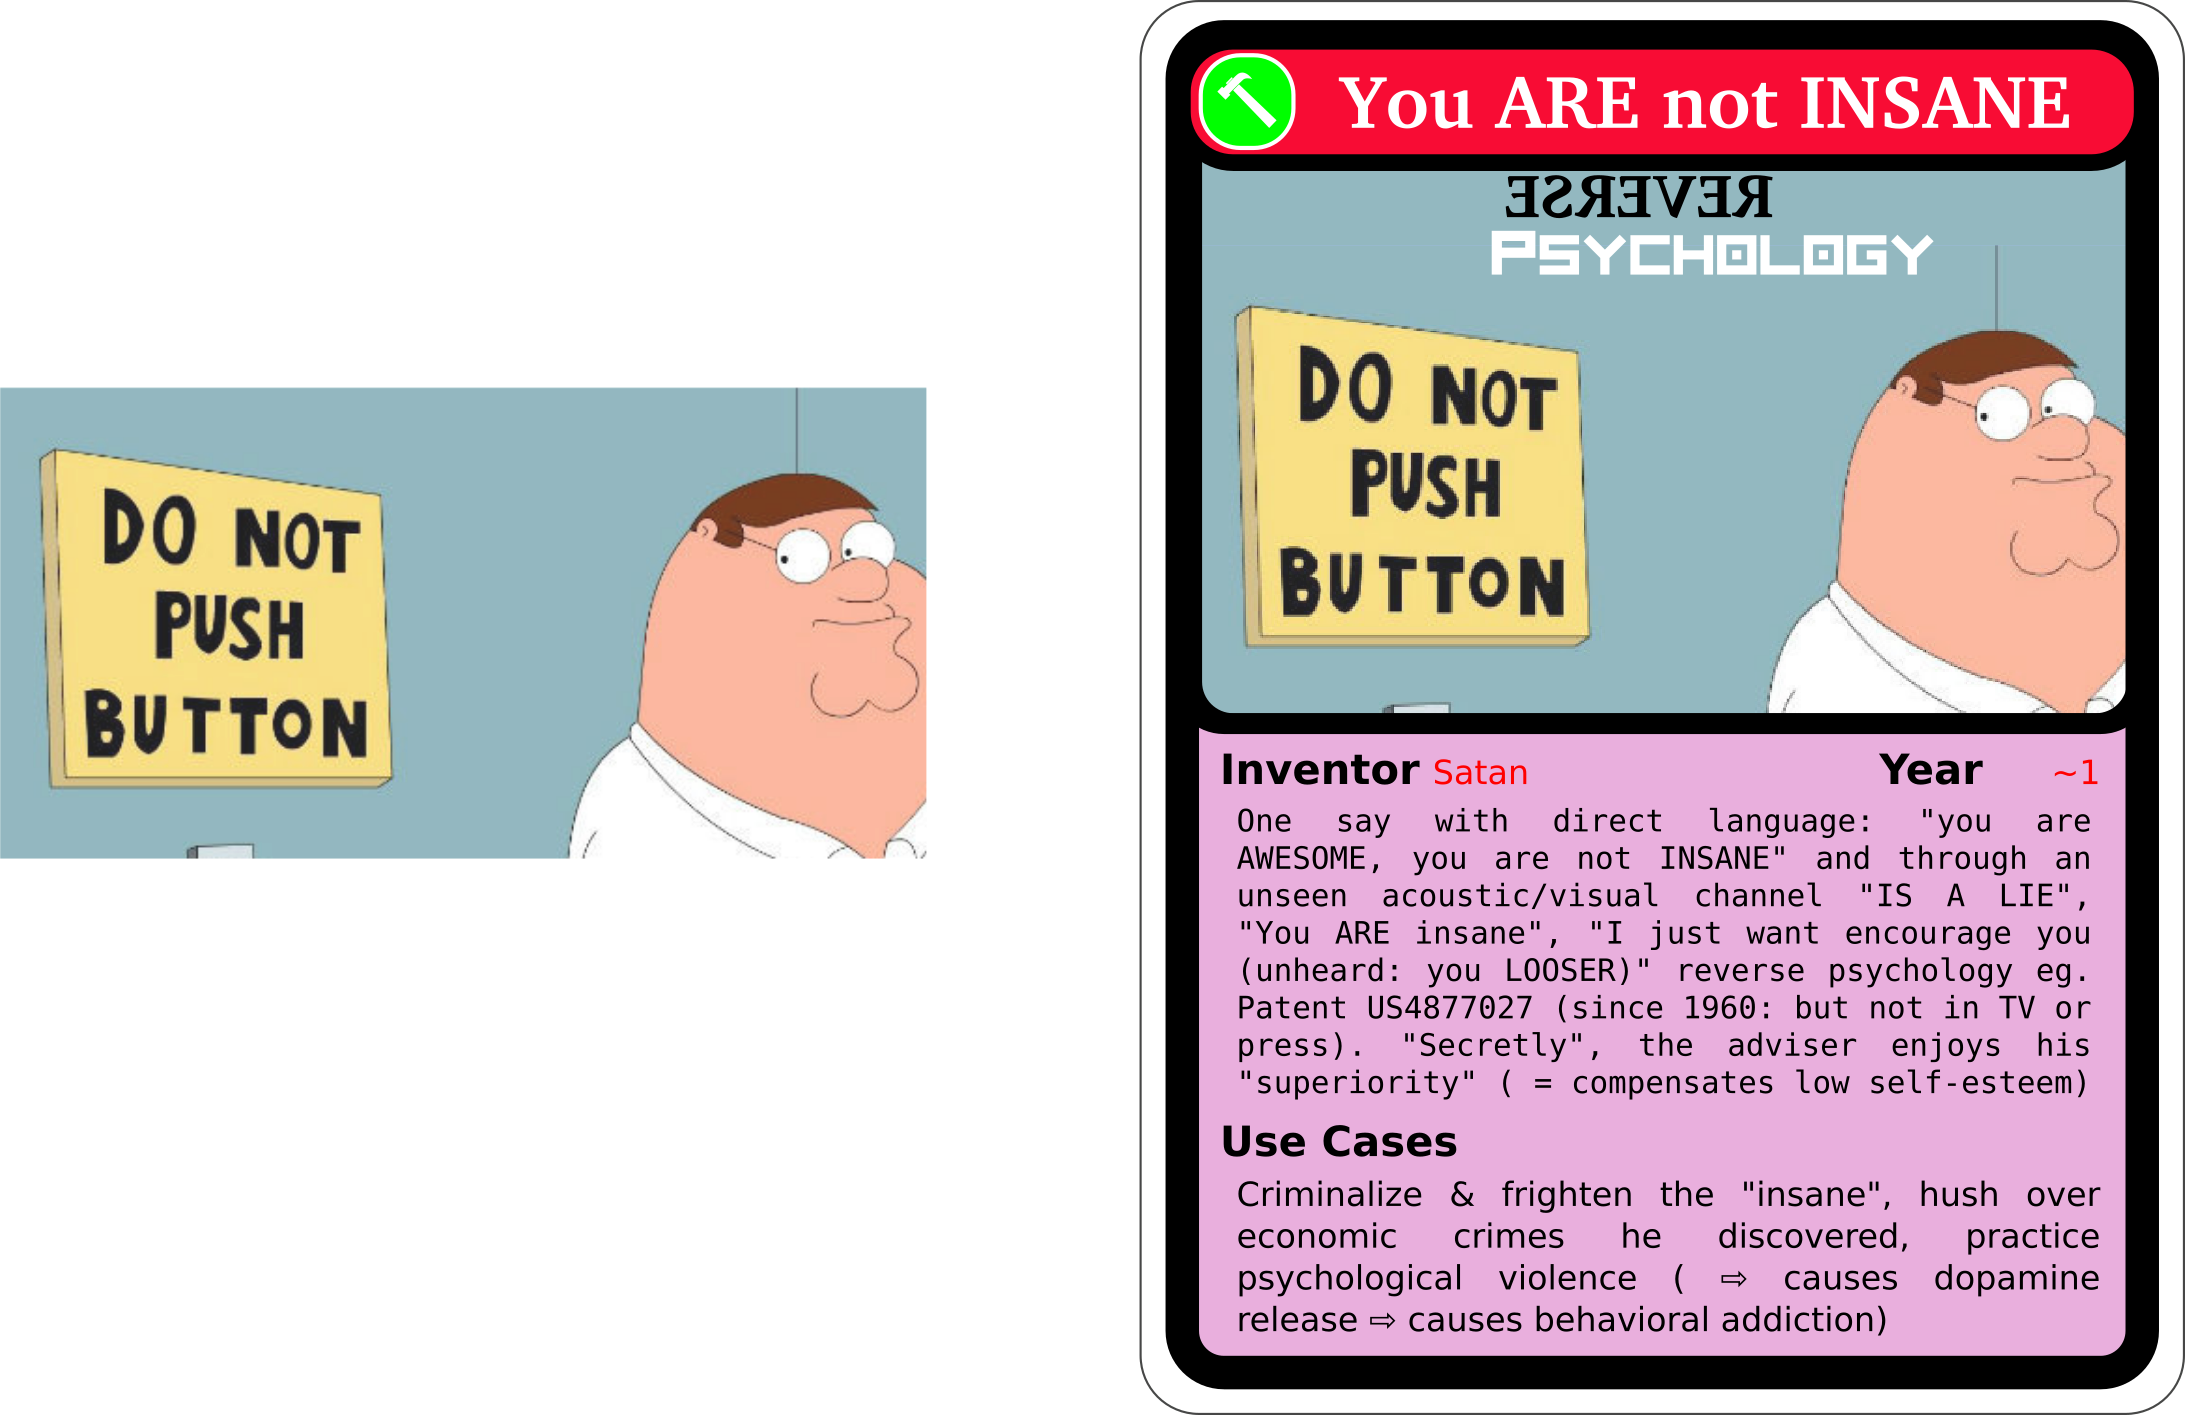 DO NOT
PUSH
BUTTON
You ARE not INSANE
REVERSE
PSYCHOLOGY
DO NOT
PUSH
BUTTON
Inventor Satan Year ~1
One say with direct language: "you are
AWESOME, you are not INSANE" and through an
unseen acoustic/visual channel "IS A LIE",
"You ARE insane", "I just want encourage you
(unheard: you LOOSER)" reverse psychology eg.
Patent US4877027 (since 1960: but not in TV or
press). "Secretly", the adviser enjoys his
"superiority" ( = compensates low self-esteem)
Use Cases
Criminalize & frighten the "insane", hush over
economic crimes he discovered, practice
psychological violence ( ⇨ causes dopamine
release ⇨ causes behavioral addiction)